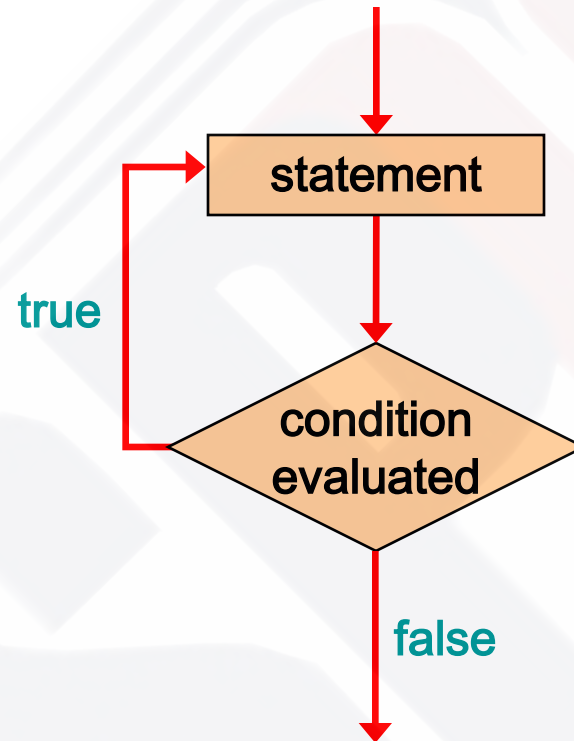 statement
true
condition
evaluated
false